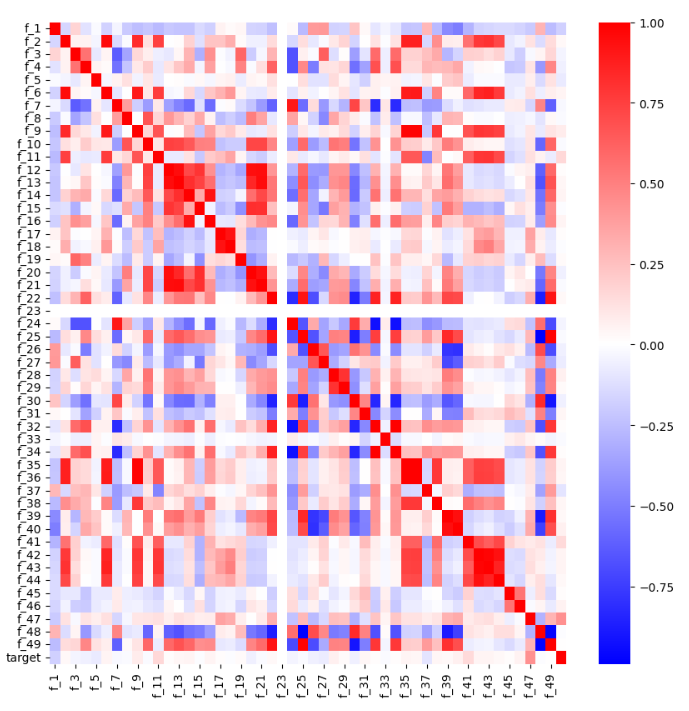 f_1
f_2
f_3
f_4
f_5
f_6
f_7
f_8
f_9
f_10
f_11
f_12
f_13
f_14
f_15
f_16
f_17
f_18
f_19
f_20
f_21
f_22
f_23
f_24
f_25
f_26
f_27
f_28
f_29
f_30
f_31
f_32
f_33
f_34
f_35
f_36
f_37
f_38
f_39
f_40
f_41
f_42
f_43
f_44
f_45
f_46
f_47
f_48
f_49
target
f_1 f_3 f_5 f_7 f_9 f_11 f_13 f_15 f_17 f_19 f_21 f_23 f_25 f_27 f_29 f_31 f_33 f_35 f_37 f_39 f_41 f_43 f_45 f_47 f_49
1.00
0.75
0.50
0.25
0.00
−0.25
−0.50
−0.75